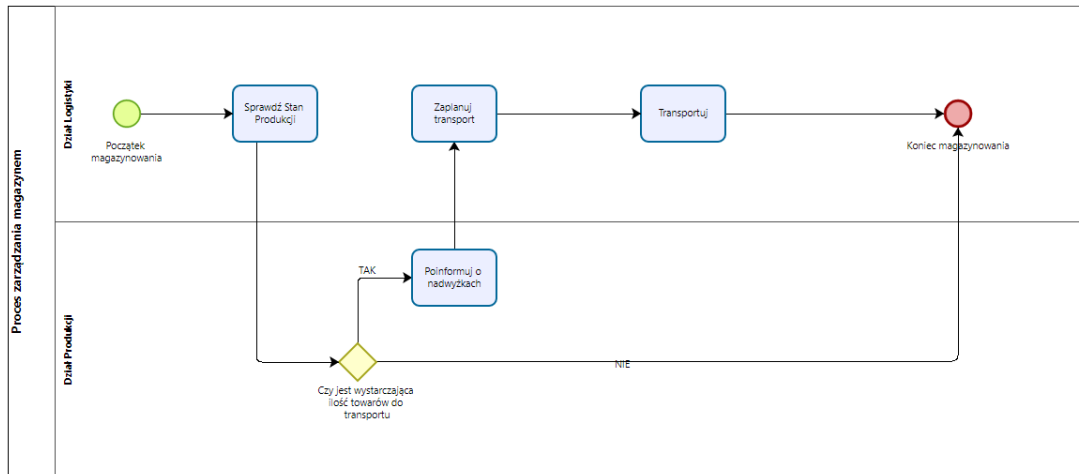 Proces zarządzania magazynem
Dział Logistyki
Początek
magazynowania
Sprawdź Stan
Produkcji
Zaplanuj
transport
Transportuj
Koniec magazynowania
Dział Produkcji
TAK
Poinformuj o
nadwyżkach
Czy jest wystarczająca
ilość towarów do
transportu
NIE